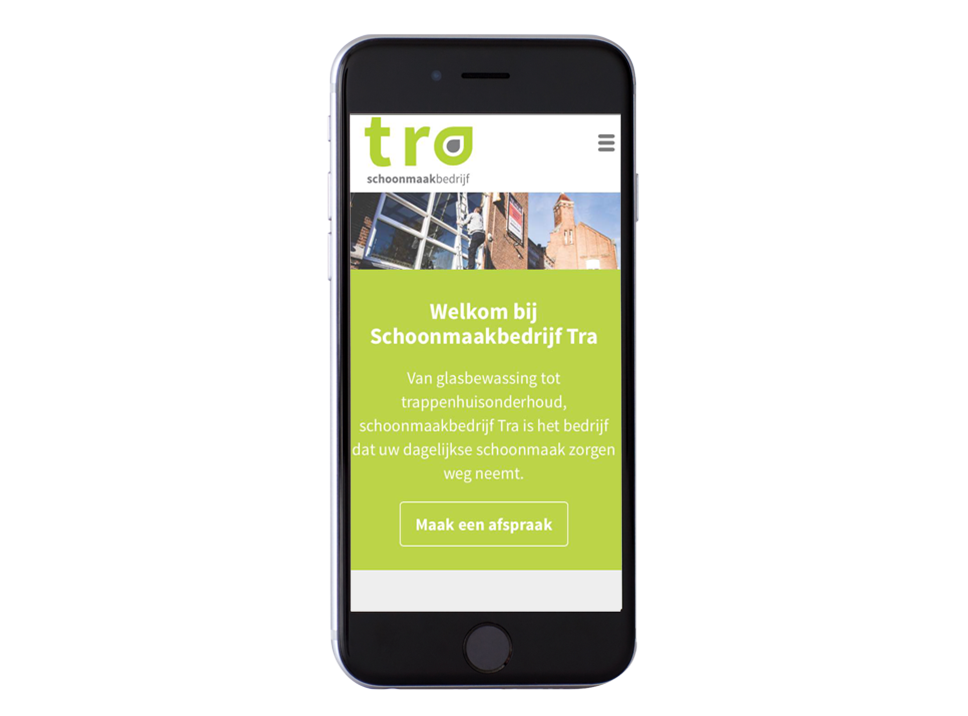 tra
schoonmaakbedrijf
Welkom bij
Schoonmaakbedrijf Tra
Van glasbewassing tot
trappenhuisonderhoud,
schoonmaakbedrijf Tra is het bedrijf
dat uw dagelijkse schoonmaak zorgen
weg neemt.
Maak een afspraak